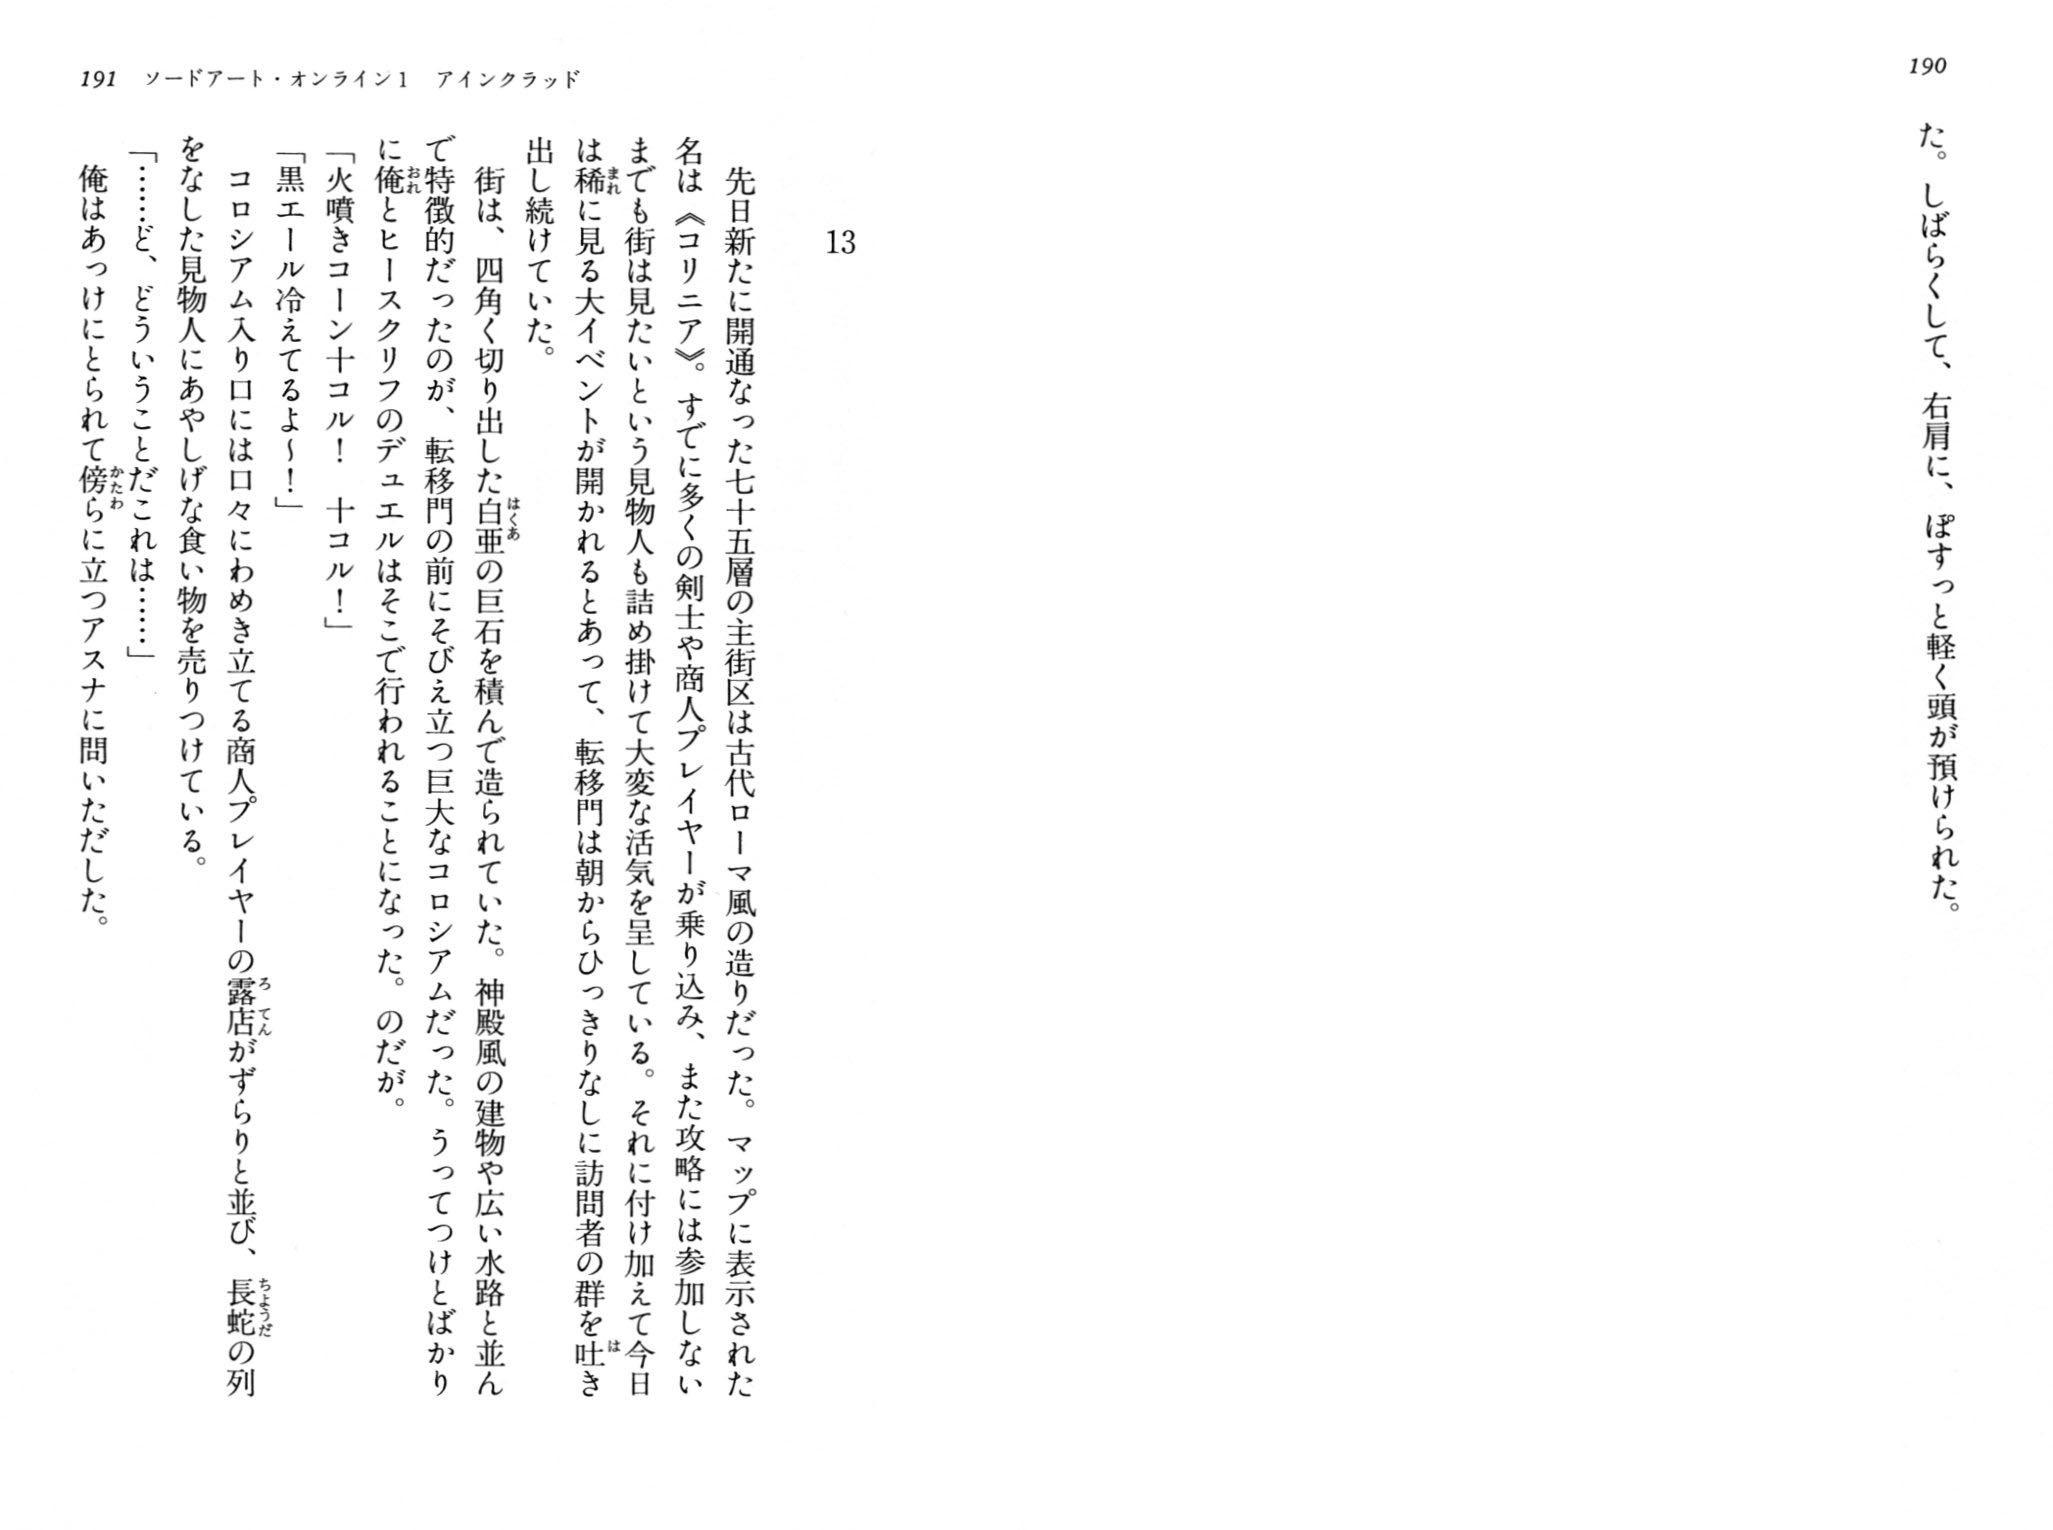 190
た。しばらくして、右肩に、ぽすっと軽く頭が預けられた。
191 ソードアート・オンライン1 アインクラッド
13
先日新たに開通なった七十五層の主街区は古代ローマ風の造りだった。マップに表示された
名は《コリニア》。すでに多くの剣士や商人プレイヤーが乗り込み、また攻略には参加しない
までも街は見たいという見物人も詰め掛けて大変な活気を呈している。それに付け加えて今日
は稀まれに見る大イベントが開かれるとあって、転移門は朝からひっきりなしに訪問者の群を吐はき
出し続けていた。
街は、四角く切り出した白亜はくあの巨石を積んで造られていた。神殿風の建物や広い水路と並ん
で特徴的だったのが、転移門の前にそびえ立つ巨大なコロシアムだった。うってつけとばかり
に俺おれとヒースクリフのデュエルはそこで行われることになった。のだが。
「火噴きコーン十コル！　十コル！」
「黒エール冷えてるよ～！」
コロシアム入り口には口々にわめき立てる商人プレイヤーの露店ろてんがずらりと並び、長蛇ちょうだの列
をなした見物人にあやしげな食い物を売りつけている。
「……ど、どういうことだこれは……」
俺はあっけにとられて傍かたわらに立つアスナに問いただした。